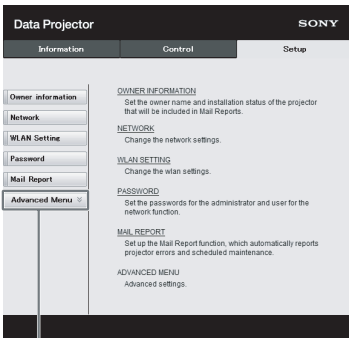 Data Projector
SONY
Information
Control
Setup
Owner information
Network
WLAN Setting
Password
Mail Report
Advanced Menu
OWNER INFORMATION
Set the owner name and installation status of the projector
that will be included in Mail Reports.
NETWORK
Change the network settings.
WLAN SETTING
Change the wlan settings.
PASSWORD
Set the passwords for the administrator and user for the
network function.
MAIL REPORT
Set up the Mail Report function, which automatically reports
projector errors and scheduled maintenance.
ADVANCED MENU
Advanced settings.